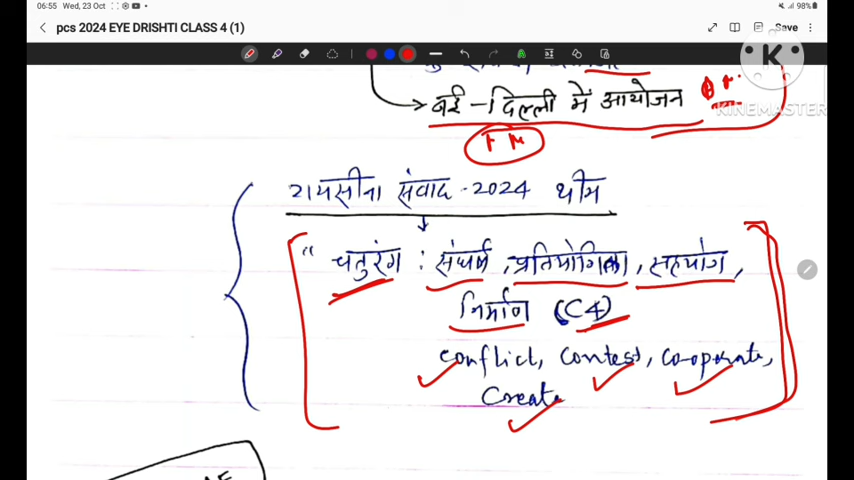 06:55 Wed, 23 Oct
98%
pcs 2024 EYE DRISHTI CLASS 4 (1)
Save
K
KINEMASTER
→ नई-दिल्ली में आयोजन
F M
रायसीना संवाद-2024 थीम
" चतुरंग : संघर्ष, प्रतियोगिता, सहयोग,
निर्माण (C4)
conflict, contest, co-operate,
Create